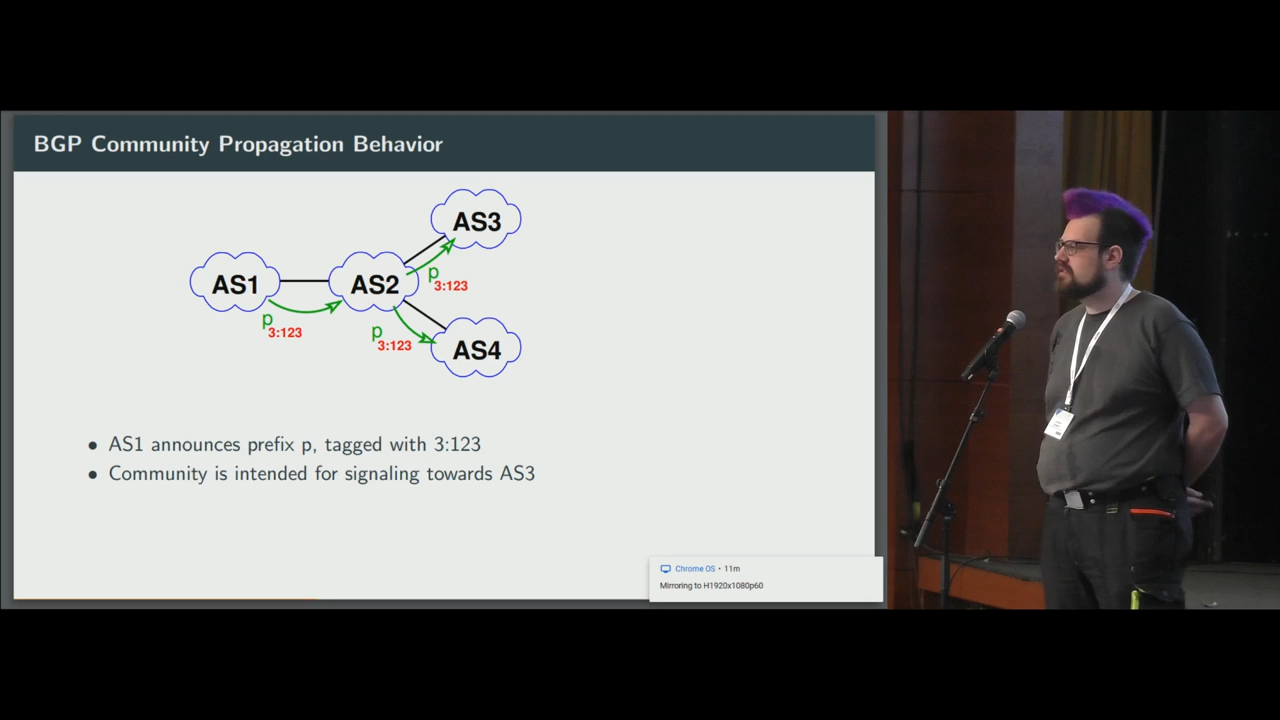 BGP Community Propagation Behavior
AS3
AS1
AS2
p
3:123
p
3:123
p
3:123
AS4
• AS1 announces prefix p, tagged with 3:123
• Community is intended for signaling towards AS3
Chrome OS • 11m
Mirroring to H1920x1080p60